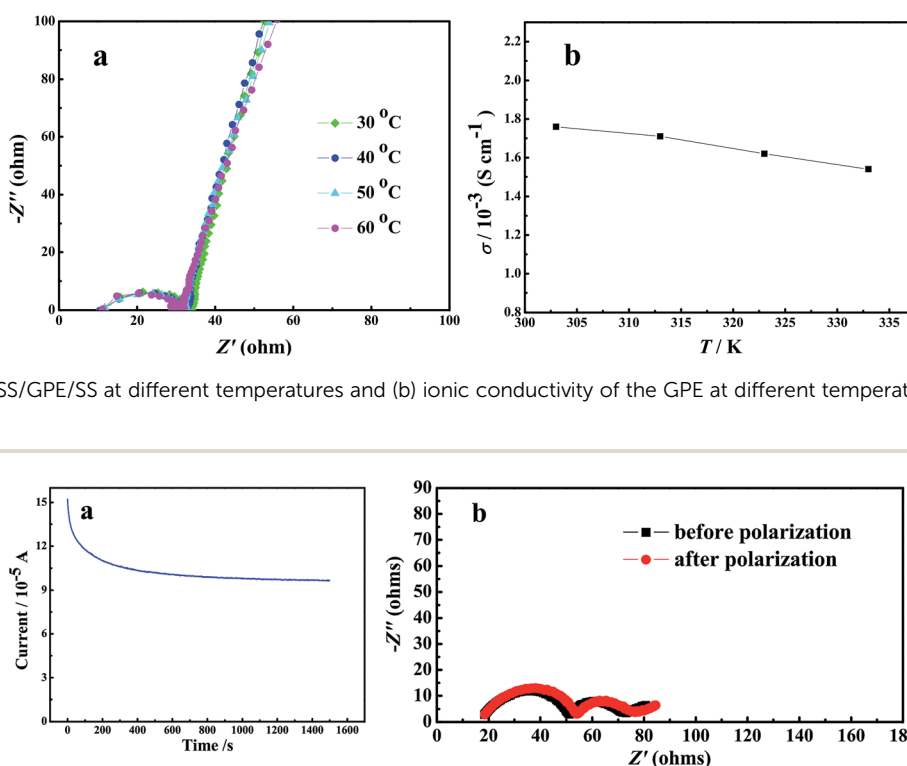 a
100
80
60
40
20
0
-Z″ (ohm)
30 °C
40 °C
50 °C
60 °C
0 20 40 60 80 100
Z′ (ohm)
b
2.2
2.0
1.8
1.6
1.4
1.2
1.0
0.8
σ / 10⁻³ (S cm⁻¹)
300 305 310 315 320 325 330 335
T / K
SS/GPE/SS at different temperatures and (b) ionic conductivity of the GPE at different temperat
a
15
12
9
6
3
0
Current / 10⁻⁵ A
0 200 400 600 800 1000 1200 1400 1600
Time /s
b
90
80
70
60
50
40
30
20
10
0
-Z″ (ohms)
before polarization
after polarization
0 20 40 60 80 100 120 140 160 180
Z′ (ohms)